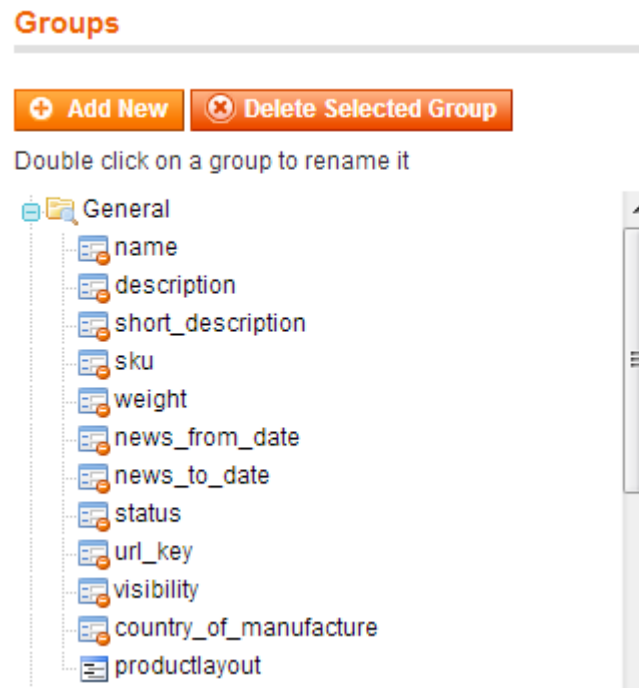 Groups
Add New Delete Selected Group
Double click on a group to rename it
General
name
description
short_description
sku
weight
news_from_date
news_to_date
status
url_key
visibility
country_of_manufacture
productlayout